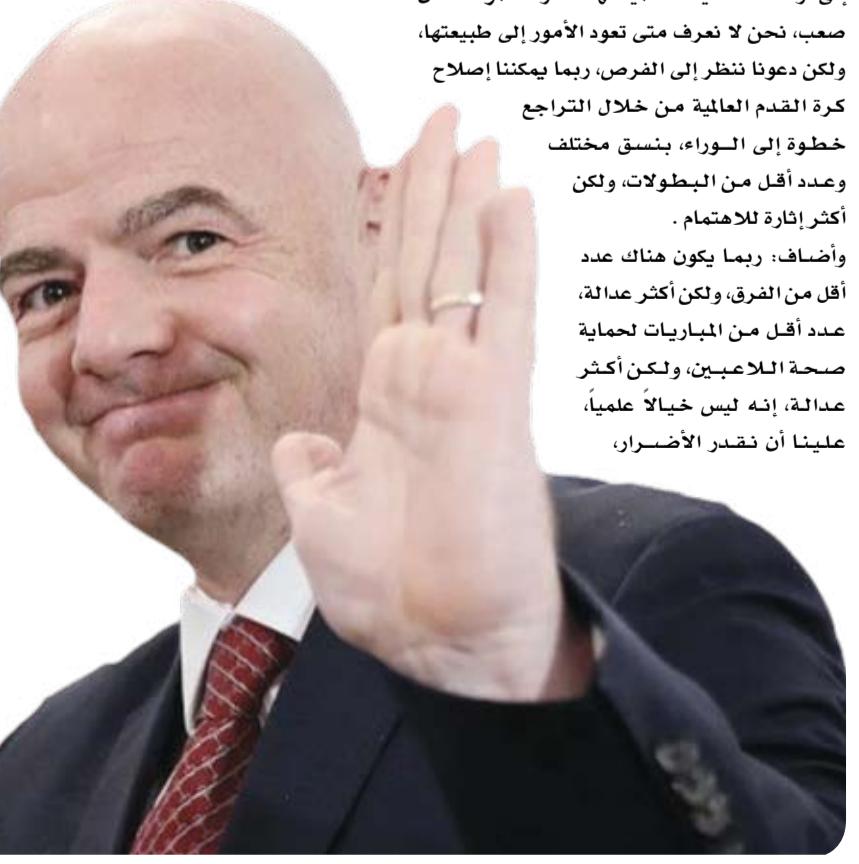 صعب، نحن لا نعرف متى تعود الأمور إلى طبيعتها،
ولكن دعونا ننظر إلى الفرص، ربما يمكننا إصلاح
كرة القدم العالمية من خلال التراجع
خطوة إلى الوراء، بنسق مختلف
وعدد أقل من البطولات، ولكن
أكثر إثارة للاهتمام .
وأضاف: ربما يكون هناك عدد
أقل من الفرق، ولكن أكثر عدالة،
عدد أقل من المباريات لحماية
صحة اللاعبين، ولكن أكثر
عدالة، إنه ليس خيالاً علمياً،
علينا أن نقدر الأضرار،